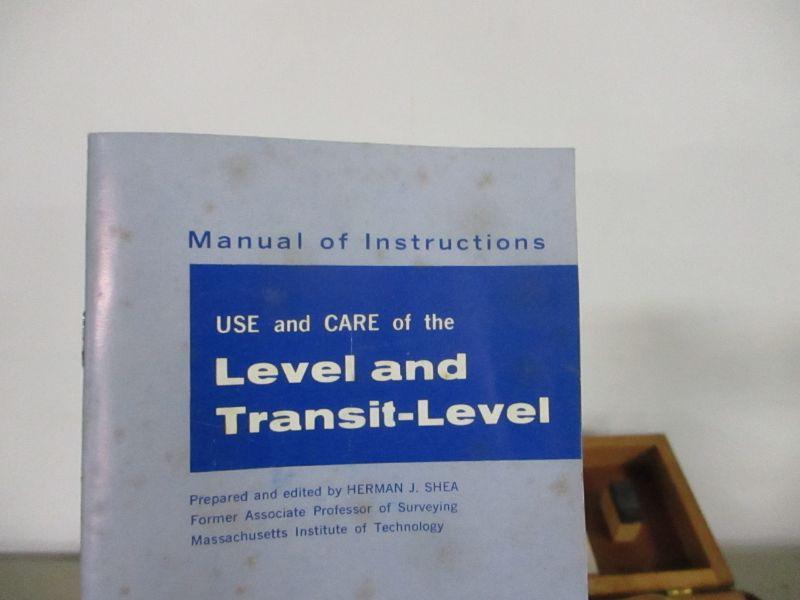 Manual of Instructions
USE and CARE of the
Level and
Transit-Level
Prepared and edited by HERMAN J. SHEA
Former Associate Professor of Surveying
Massachusetts Institute of Technology